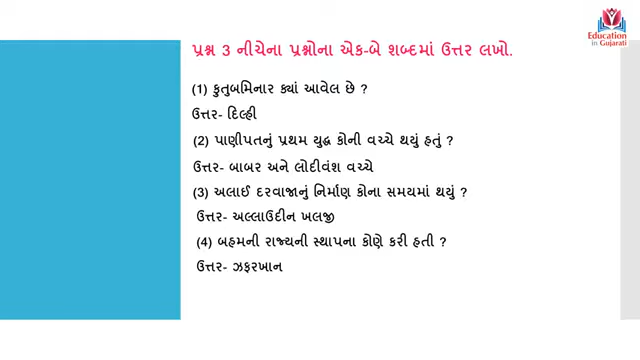 Education
in Gujarati
પ્રશ્ન 3 નીચેના પ્રશ્નોના એક-બે શબ્દમાં ઉત્તર લખો.
(1) કુતુબમિનાર ક્યાં આવેલ છે ?
ઉત્તર- દિલ્હી
(2) પાણીપતનું પ્રથમ યુદ્ધ કોની વચ્ચે થયું હતું ?
ઉત્તર- બાબર અને લોદીવંશ વચ્ચે
(3) અલાઈ દરવાજાનું નિર્માણ કોના સમયમાં થયું ?
ઉત્તર- અલ્લાઉદીન ખલજી
(4) બહમની રાજ્યની સ્થાપના કોણે કરી હતી ?
ઉત્તર- ઝફરખાન